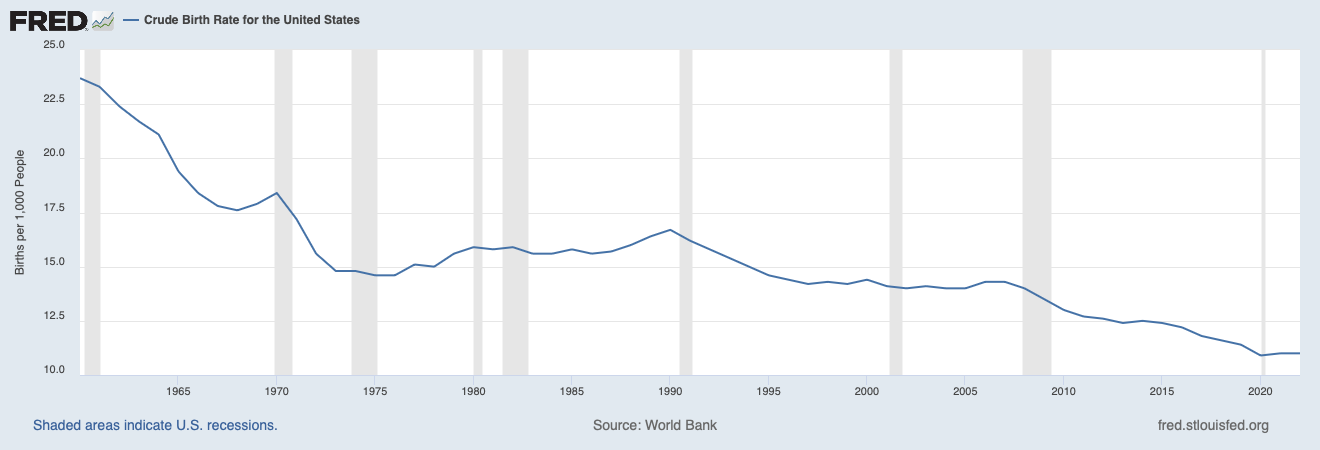 FRED
Crude Birth Rate for the United States
Births per 1,000 People
25.0
22.5
20.0
17.5
15.0
12.5
10.0
1965 1970 1975 1980 1985 1990 1995 2000 2005 2010 2015 2020
Shaded areas indicate U.S. recessions. Source: World Bank fred.stlouisfed.org